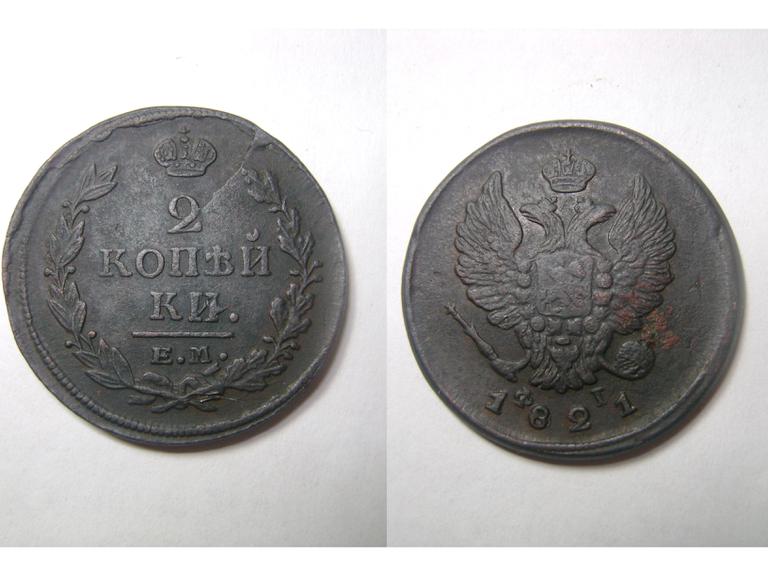 2
КОПѢЙ
КИ.
Е.М.
Ф Г
1821